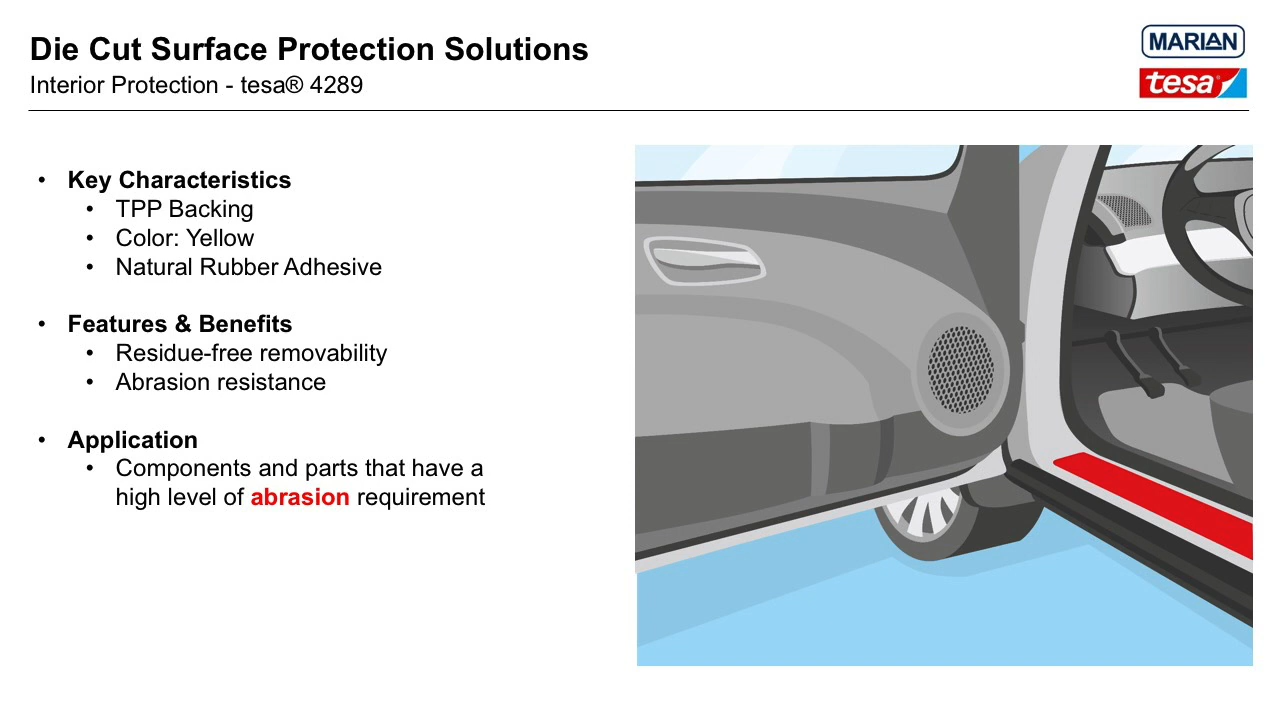 Die Cut Surface Protection Solutions
Interior Protection - tesa® 4289
MARIAN
tesa®
• Key Characteristics
• TPP Backing
• Color: Yellow
• Natural Rubber Adhesive
• Features & Benefits
• Residue-free removability
• Abrasion resistance
• Application
• Components and parts that have a
high level of abrasion requirement